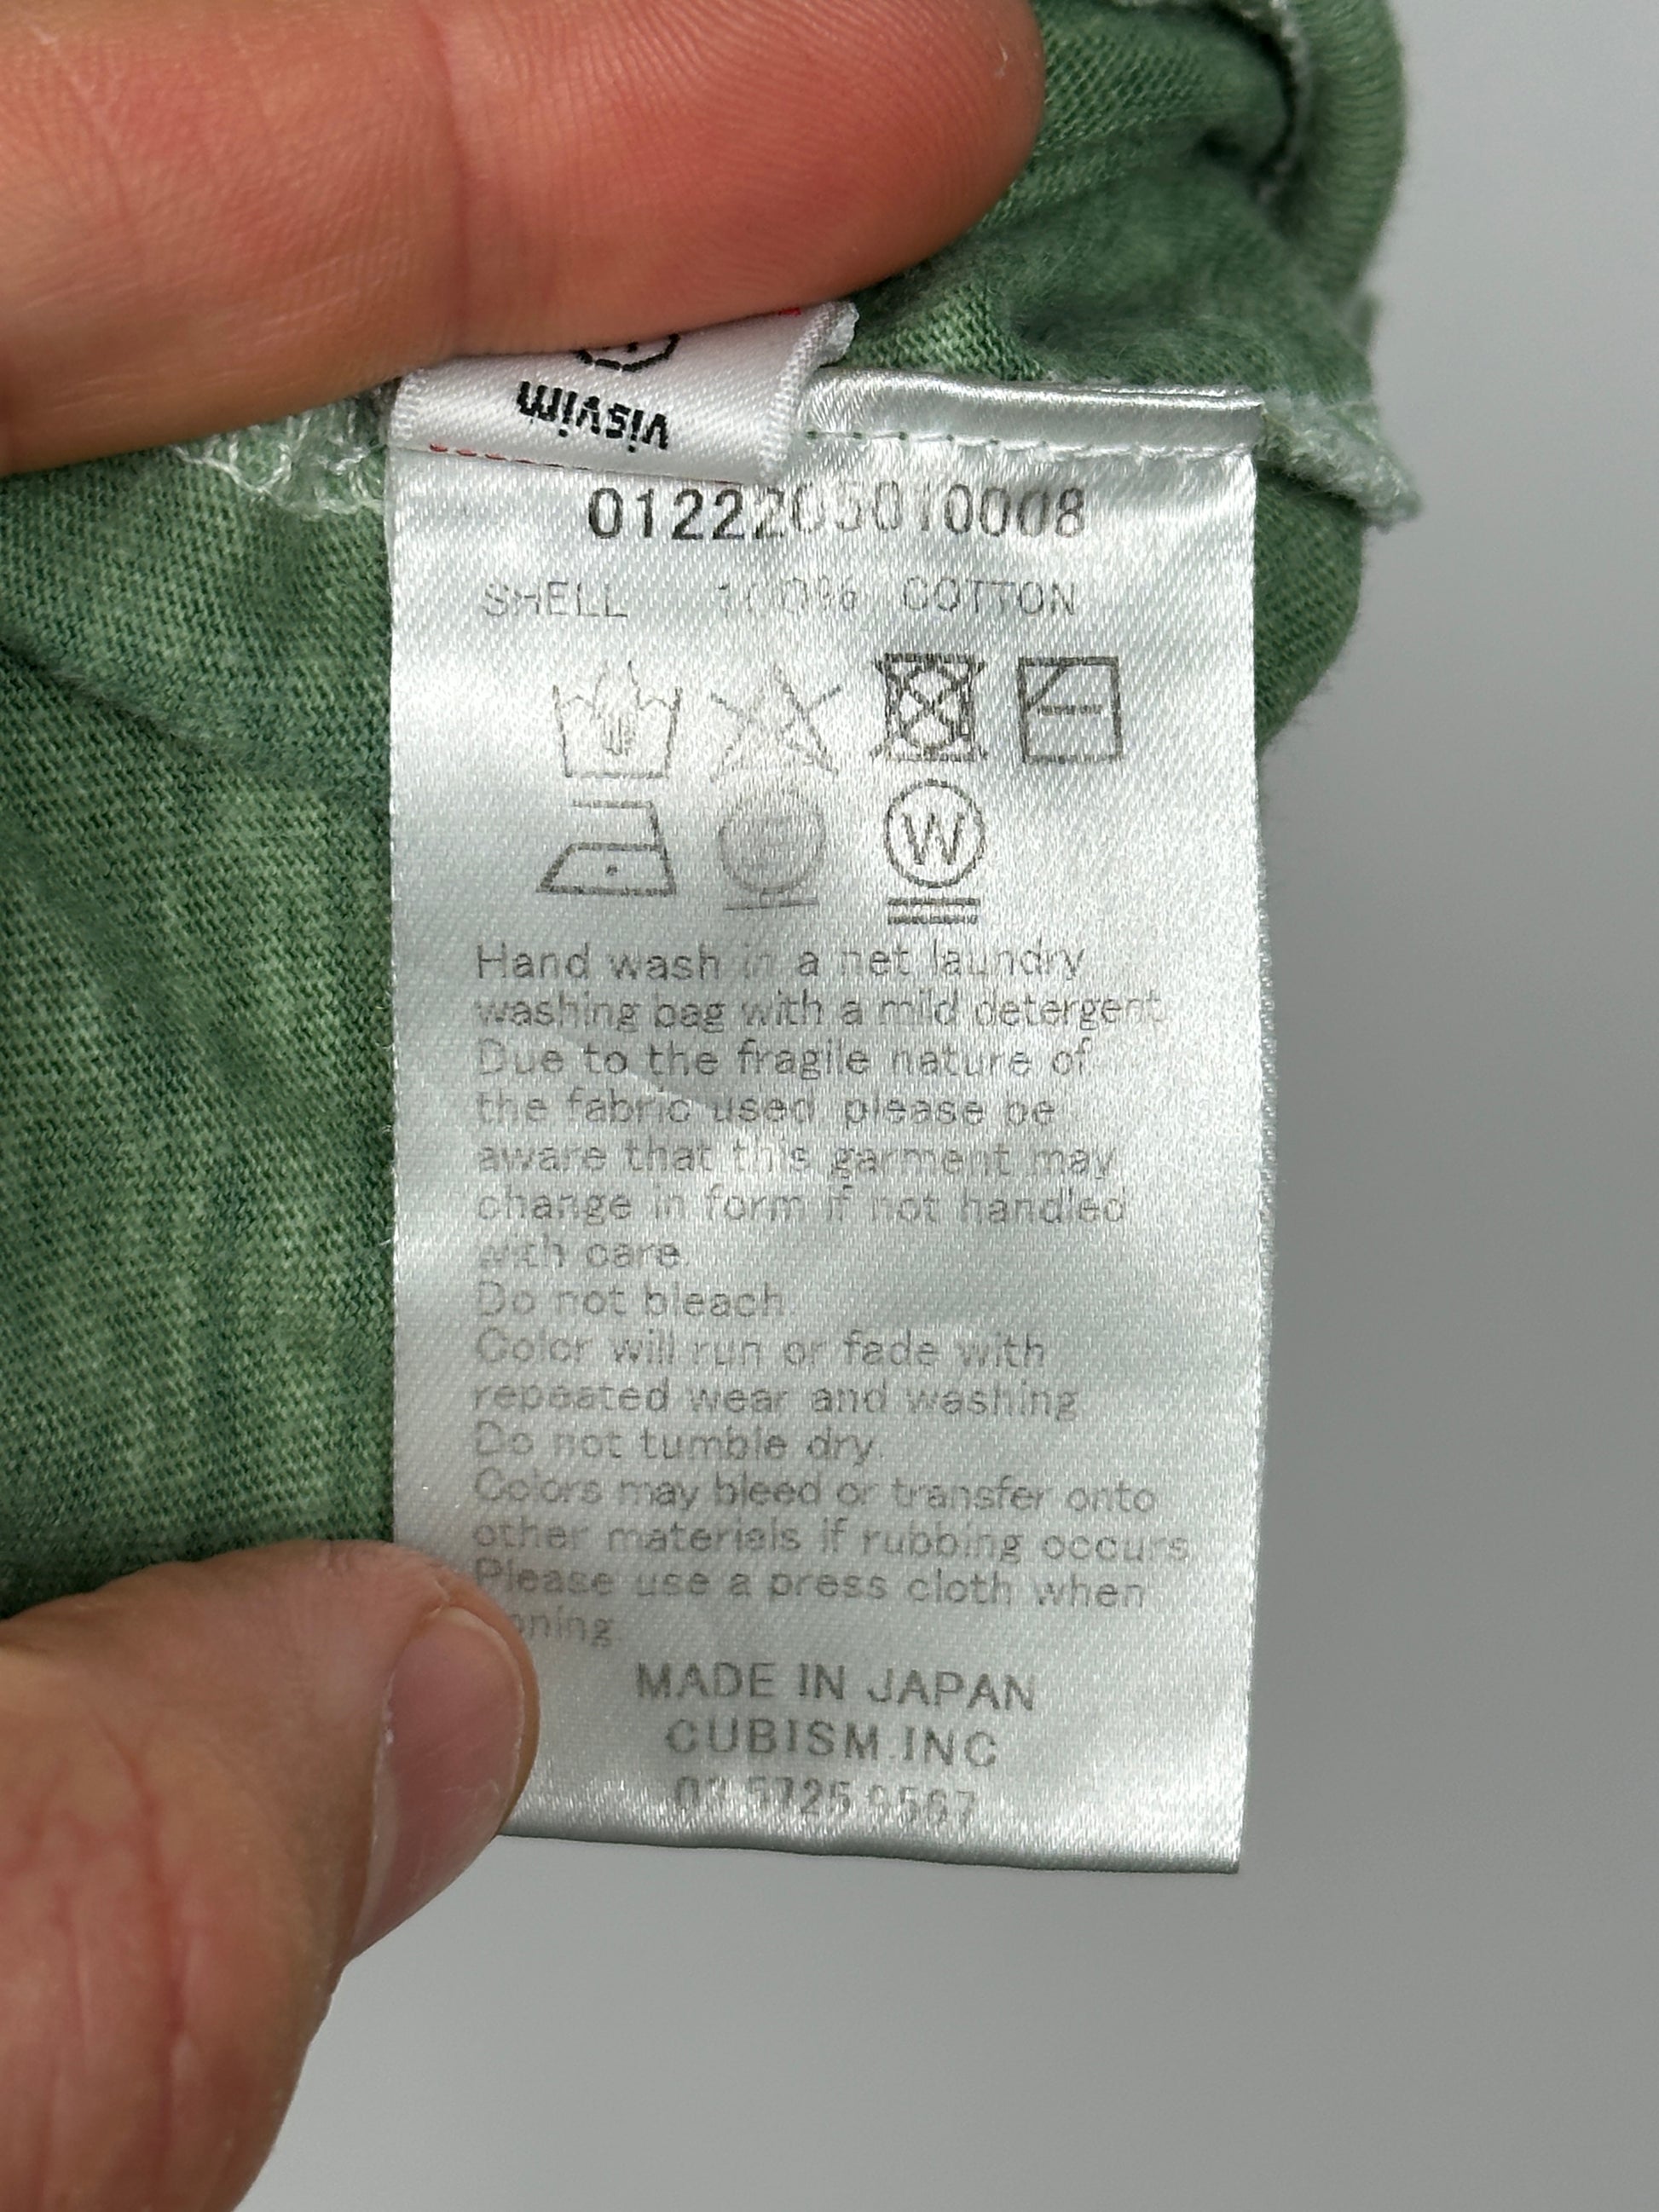 visvim
0122205010008
SHELL 100% COTTON
W
Hand wash in a net laundry
washing bag with a mild detergent.
Due to the fragile nature of
the fabric used, please be
aware that this garment may
change in form if not handled
with care.
Do not bleach.
Color will run or fade with
repeated wear and washing
Do not tumble dry.
Colors may bleed or transfer onto
other materials if rubbing occurs.
Please use a press cloth when
MADE IN JAPAN
CUBISM.INC
03 5725 9567